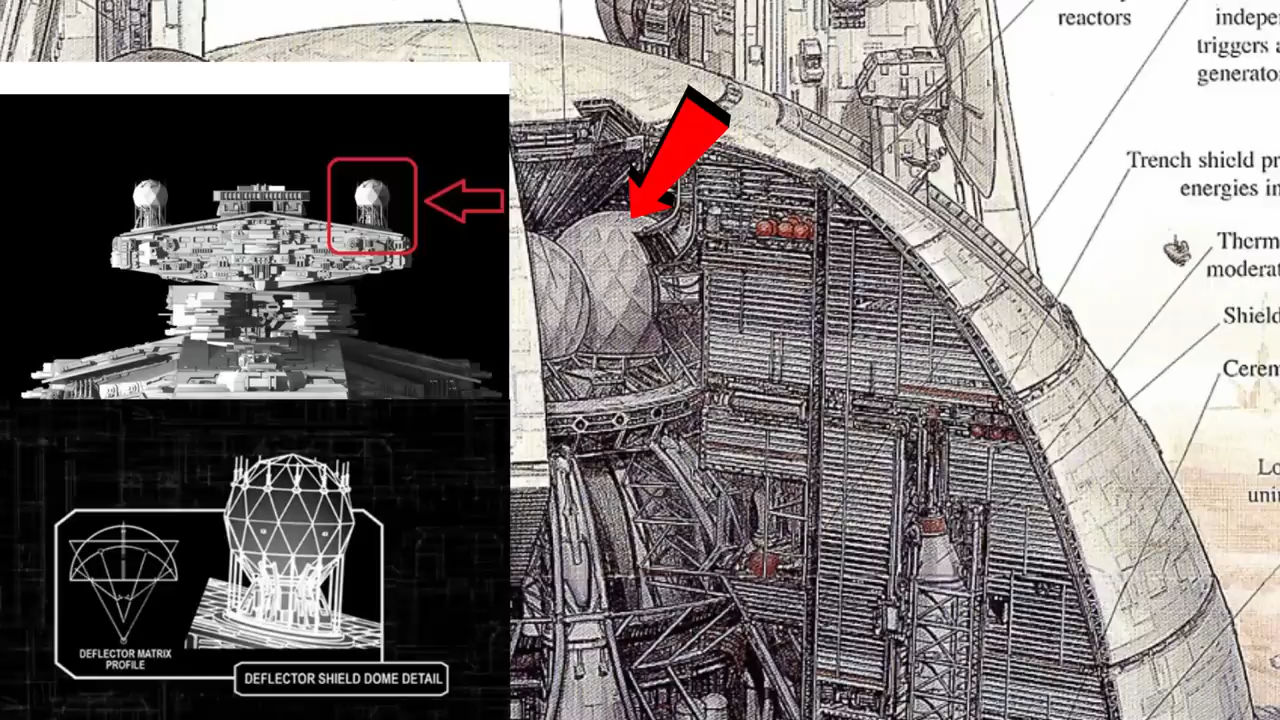 reactors
indepe
triggers a
generato
Trench shield pr
energies in
Therm
moderat
Shield
Cerem
Lo
uni
DEFLECTOR MATRIX
PROFILE
DEFLECTOR SHIELD DOME DETAIL